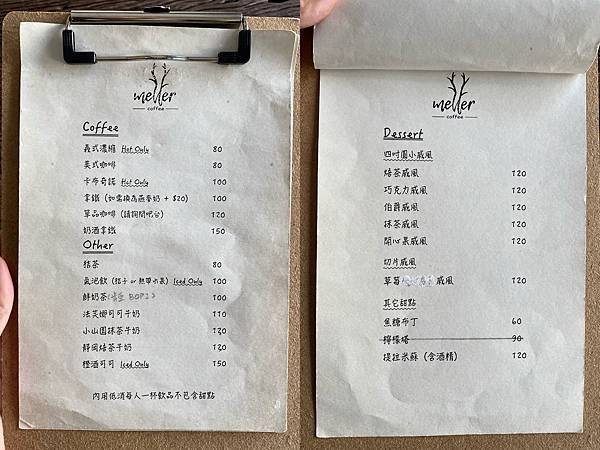 meller
coffee
Coffee
義式濃縮 Hot Only 80
美式咖啡 80
卡布奇諾 Hot Only 100
拿鐵 (如需換為燕麥奶 + $20) 100
單品咖啡 (請詢問吧台) 120
奶酒拿鐵 150
Other
桔茶 80
氣泡飲 (桔子 or 熱帶水果) Iced Only 100
鮮奶茶 100
法芙娜可可牛奶 110
小山園抹茶牛奶 120
靜岡焙茶牛奶 120
橙酒可可 Iced Only 150
內用低消每人一杯飲品不包含甜點
meller
coffee
Dessert
四吋圓小戚風
焙茶戚風 120
巧克力戚風 120
伯爵戚風 120
抹茶戚風 120
開心果戚風 120
切片戚風
草莓 戚風 120
其它甜點
焦糖布丁 60
檸檬塔 90
提拉米蘇 (含酒精) 120